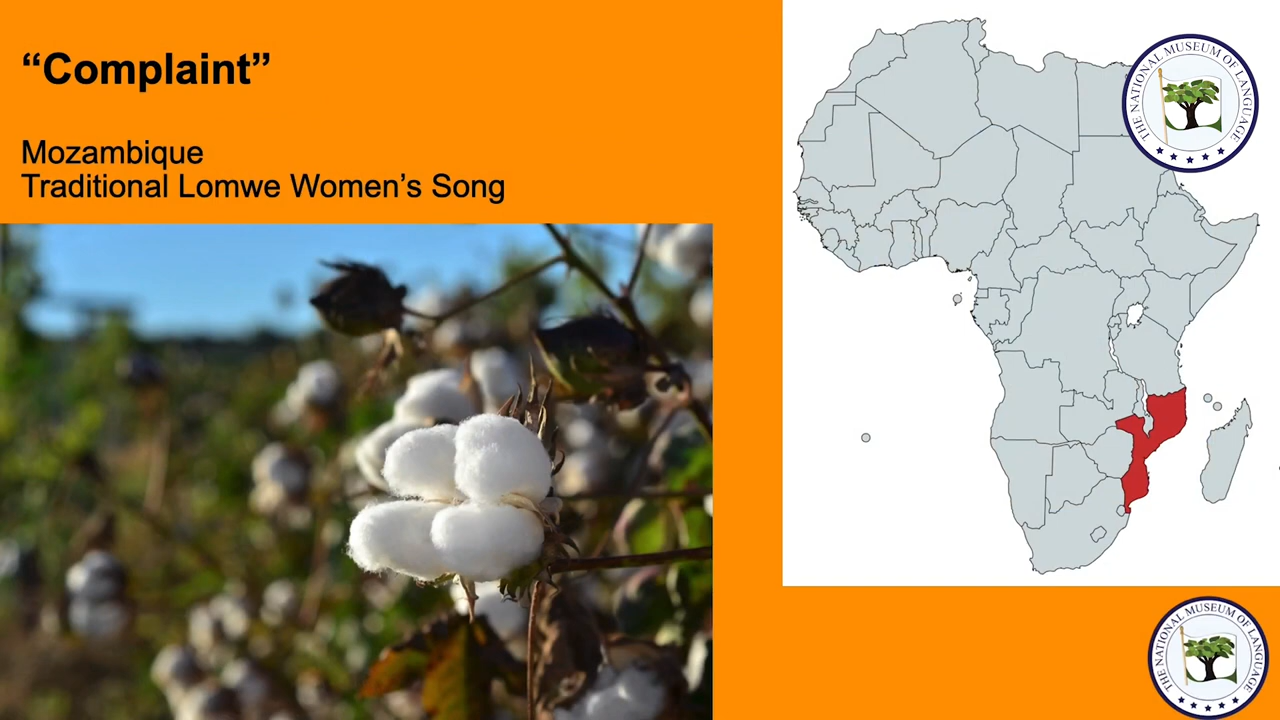 “Complaint”
Mozambique
Traditional Lomwe Women’s Song
THE NATIONAL MUSEUM OF LANGUAGE
THE NATIONAL MUSEUM OF LANGUAGE